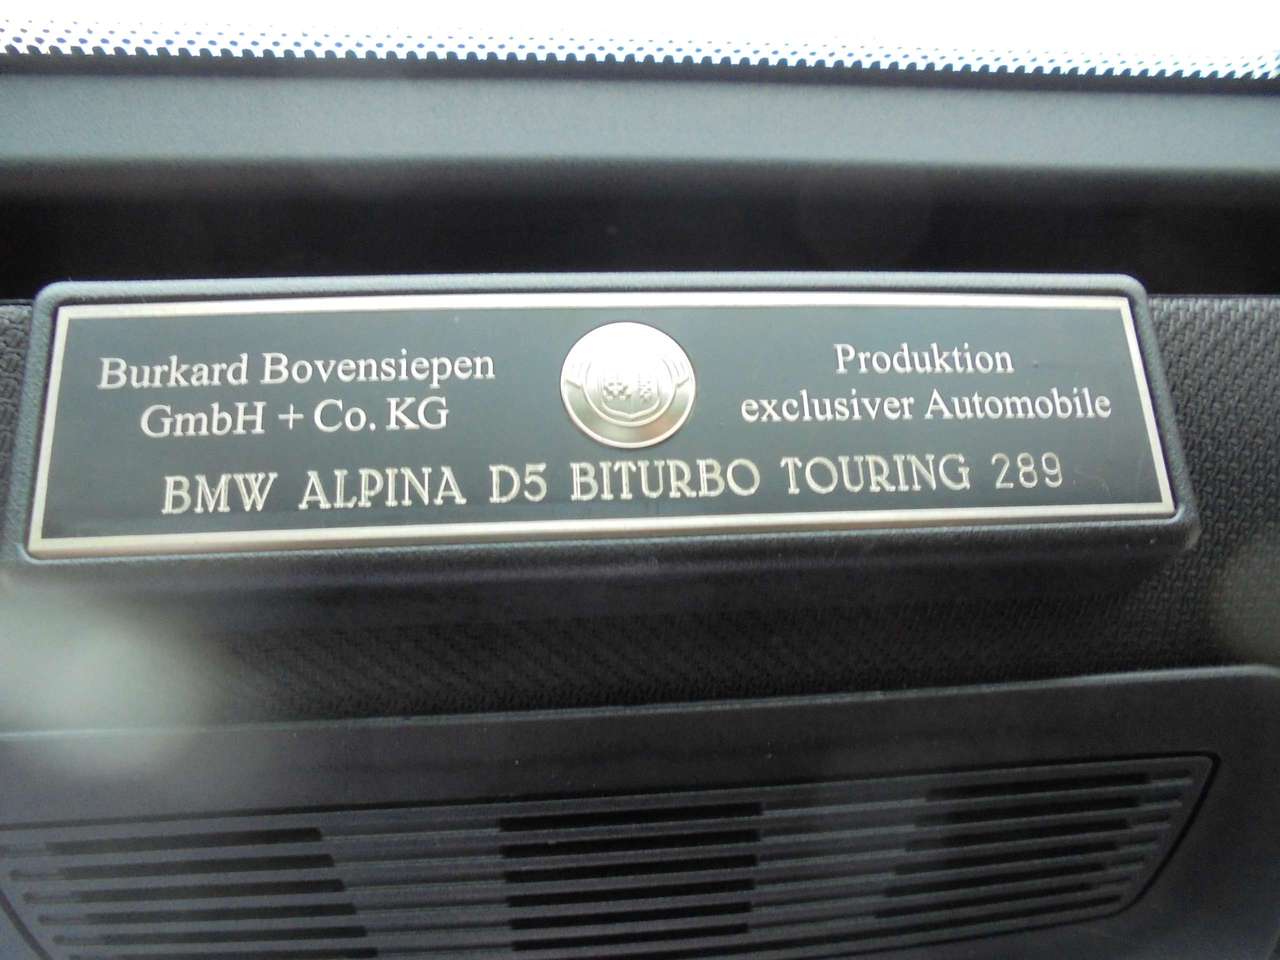 Burkard Bovensiepen
GmbH + Co. KG
Produktion
exclusiver Automobile
BMW ALPINA D5 BITURBO TOURING 289